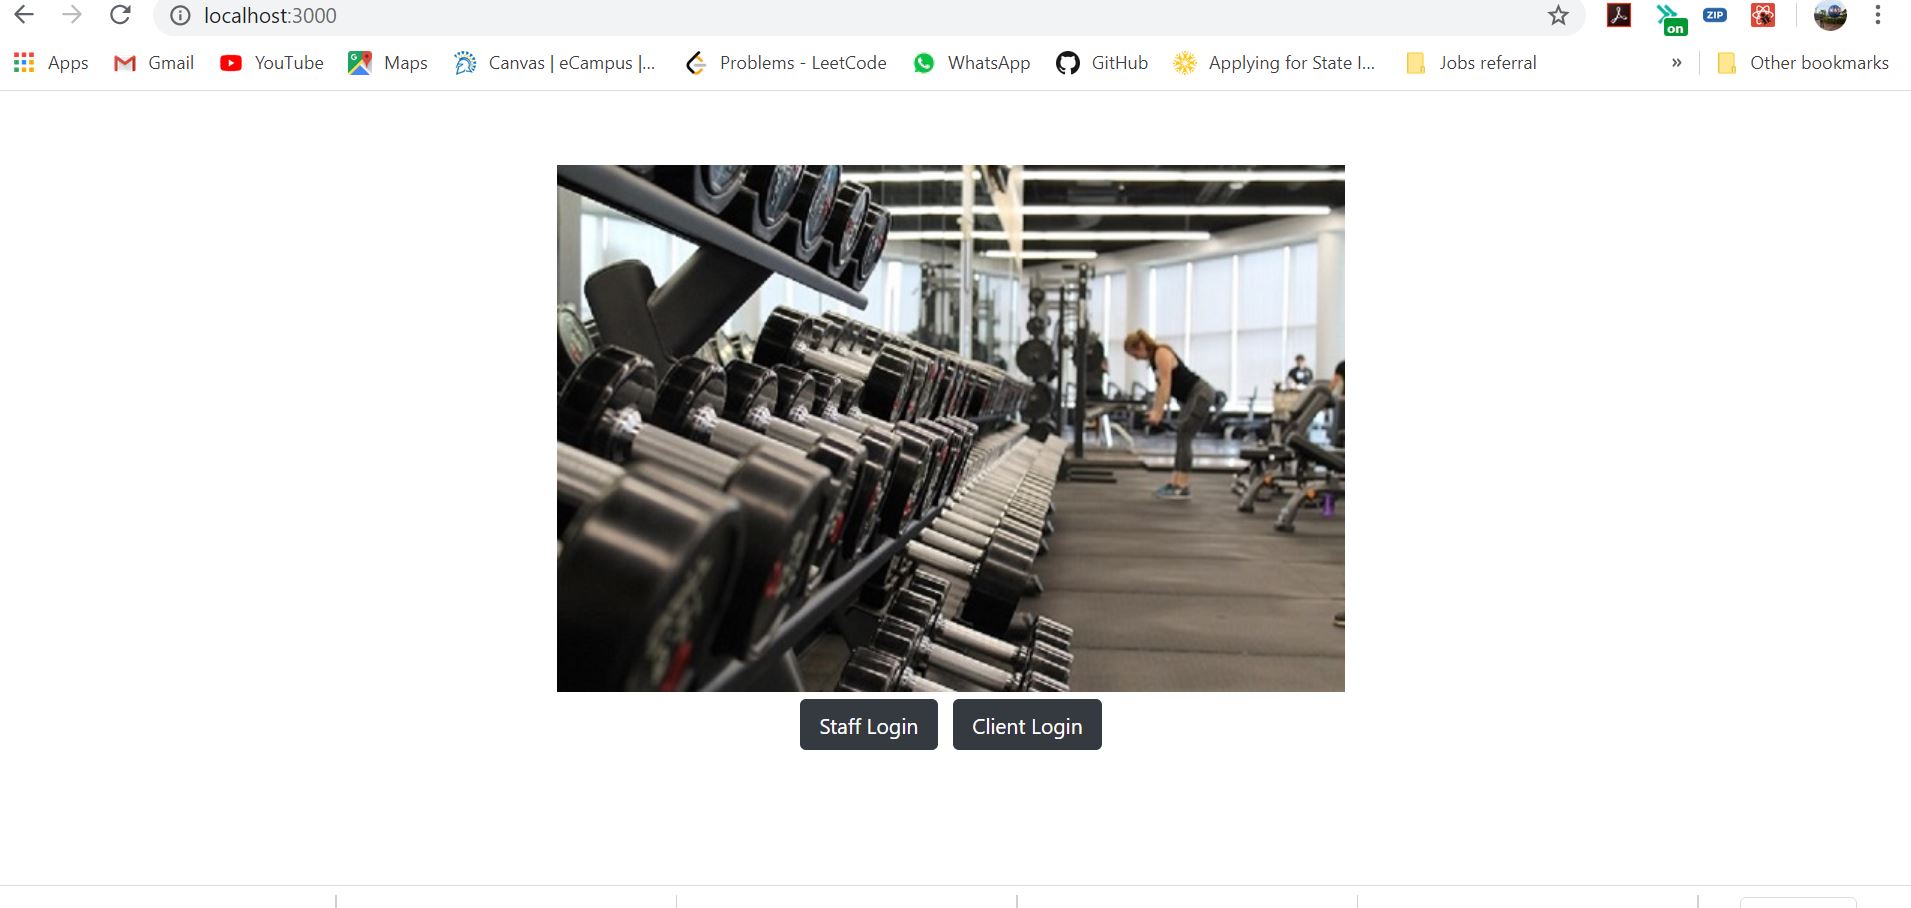 localhost:3000
ZIP
on
Apps Gmail YouTube Maps Canvas | eCampus |... Problems - LeetCode WhatsApp GitHub Applying for State I... Jobs referral » Other bookmarks
Staff Login Client Login